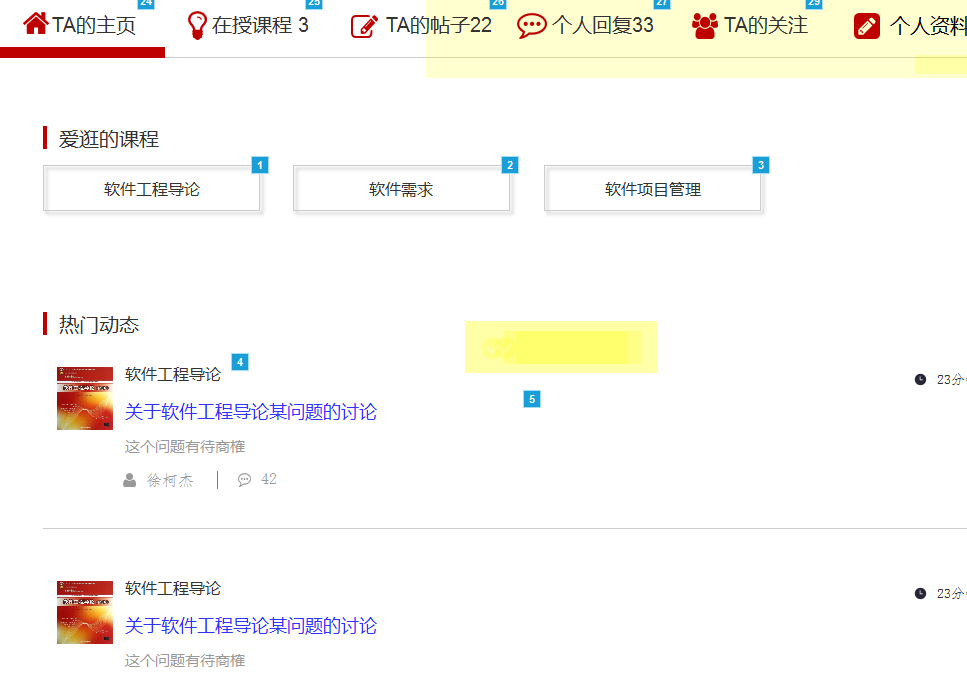 24 25 26 27 29
TA的主页 在授课程 3 TA的帖子22 个人回复33 TA的关注 个人资料
爱逛的课程
1 2 3
软件工程导论 软件需求 软件项目管理
热门动态
软件工程导论 4
23分
5
关于软件工程导论某问题的讨论
这个问题有待商榷
徐柯杰 42
软件工程导论
23分
关于软件工程导论某问题的讨论
这个问题有待商榷